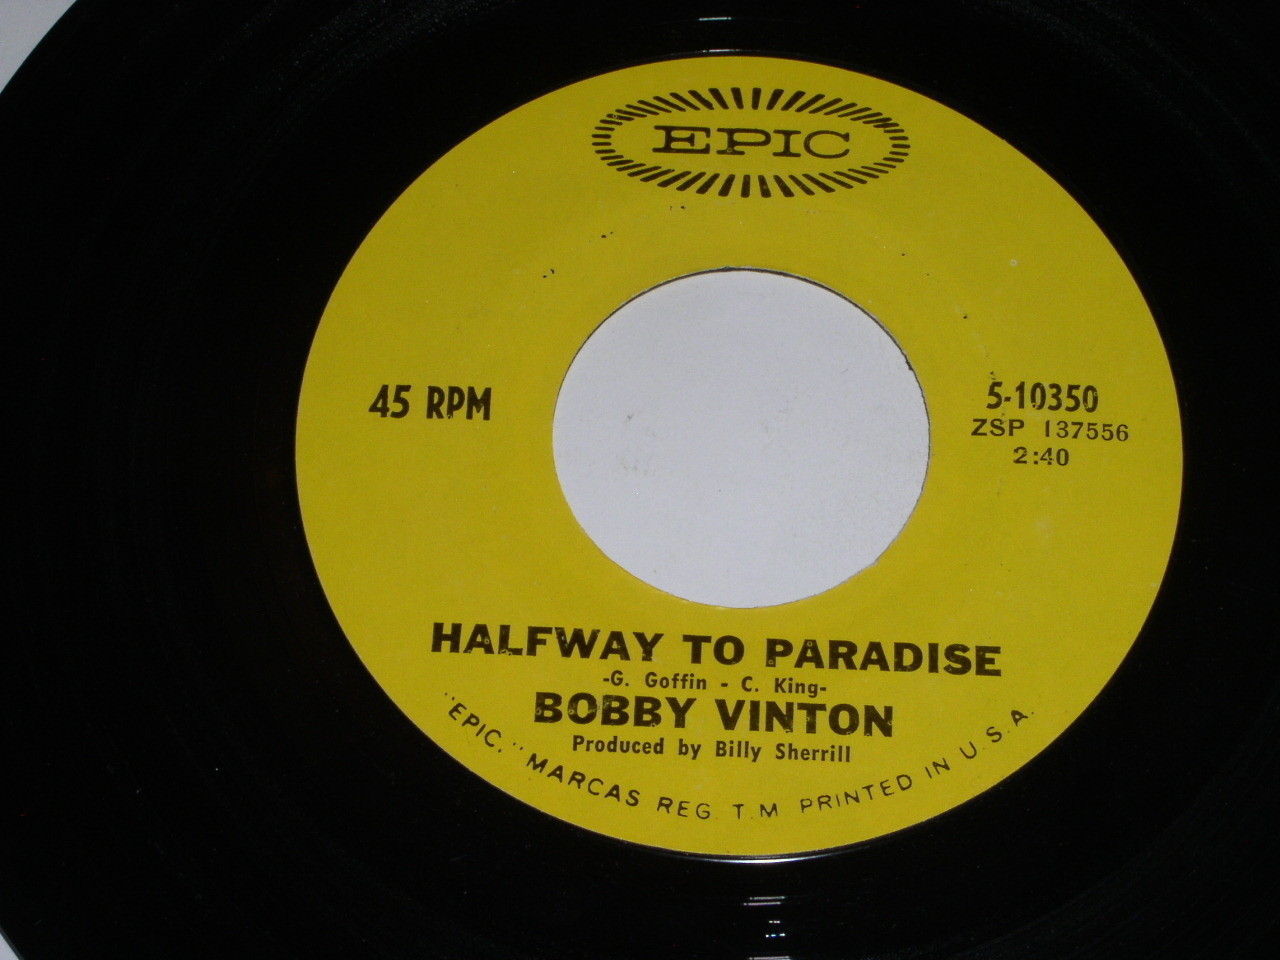 EPIC
45 RPM
5-10350
ZSP 137556
2:40
HALFWAY TO PARADISE
-G. Goffin - C. King-
BOBBY VINTON
Produced by Billy Sherrill
"EPIC," MARCAS REG. T.M. PRINTED IN U.S.A.